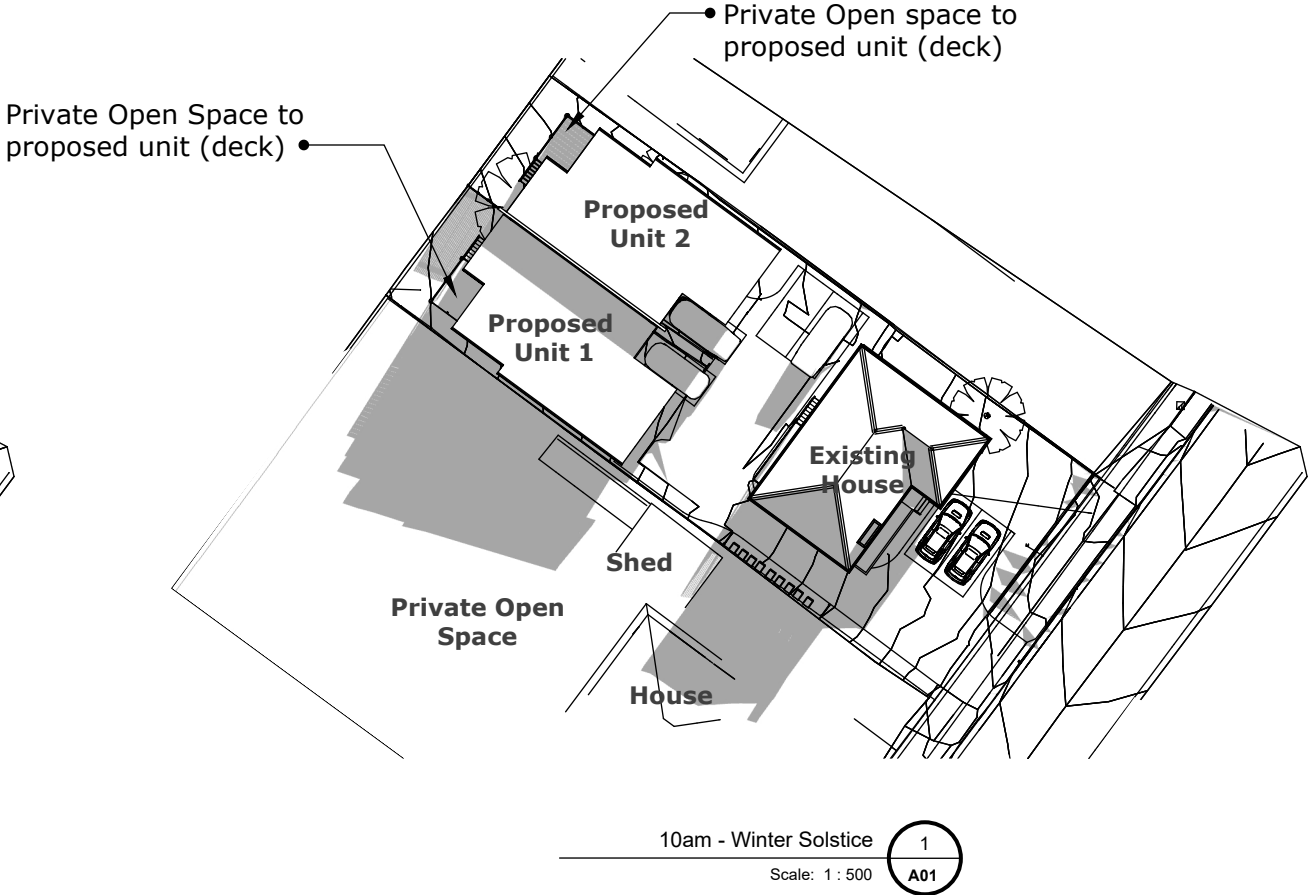 Private Open space to
proposed unit (deck)
Private Open Space to
proposed unit (deck)
Proposed
Unit 2
Proposed
Unit 1
Existing
House
Shed
Private Open
Space
House
10am - Winter Solstice
1
Scale: 1 : 500
A01